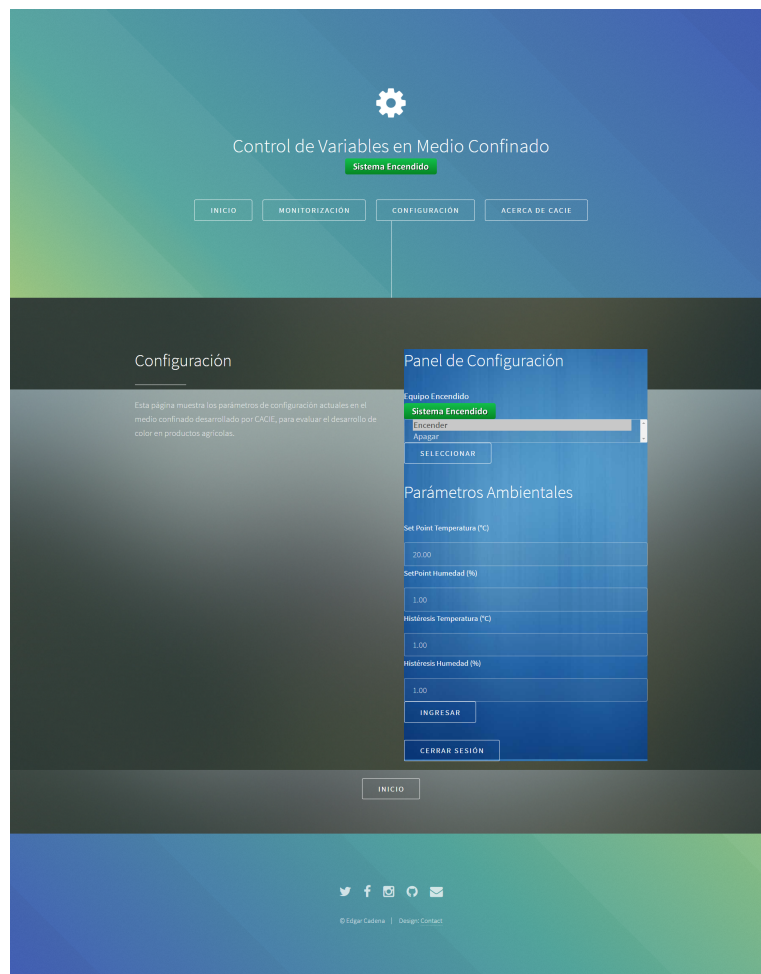 Control de Variables en Medio Confinado
Sistema Encendido
INICIO
MONITORIZACIÓN
CONFIGURACIÓN
ACERCA DE CACIE
Configuración
Esta página muestra los parámetros de configuración actuales en el
medio confinado desarrollado por CACIE, para evaluar el desarrollo de
color en productos agrícolas.
Panel de Configuración
Equipo Encendido
Sistema Encendido
Encender
Apagar
SELECCIONAR
Parámetros Ambientales
Set Point Temperatura (°C)
20.00
SetPoint Humedad (%)
1.00
Histéresis Temperatura (°C)
1.00
Histéresis Humedad (%)
1.00
INGRESAR
CERRAR SESIÓN
INICIO
© Edgar Cadena | Design: Contact